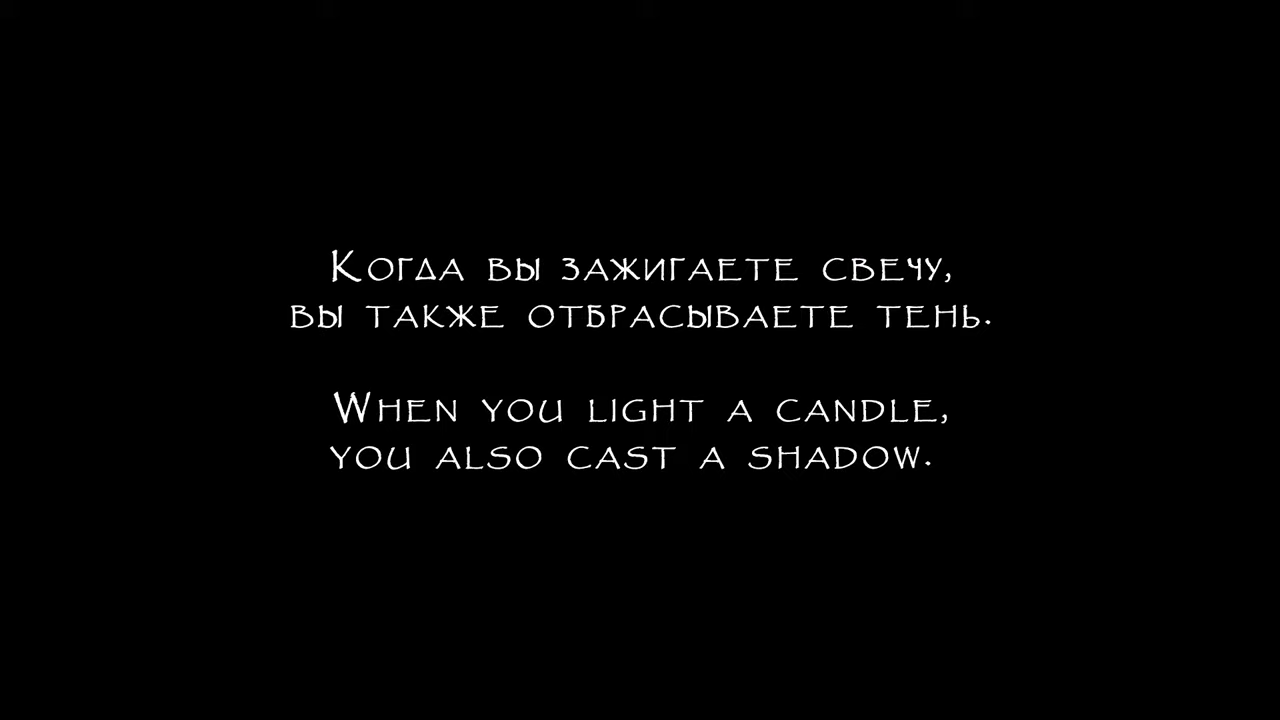 Когда вы зажигаете свечу,
вы также отбрасываете тень.
When you light a candle,
you also cast a shadow.